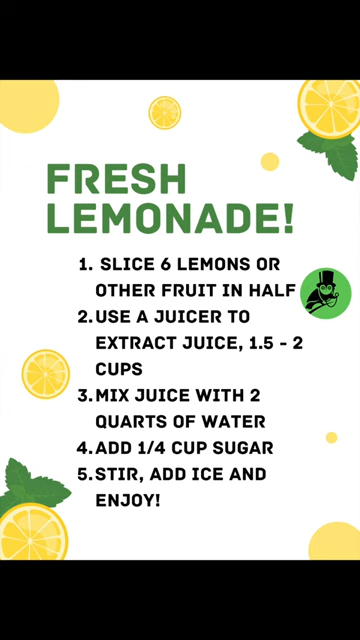 FRESH
LEMONADE!
1. SLICE 6 LEMONS OR
OTHER FRUIT IN HALF
2. USE A JUICER TO
EXTRACT JUICE, 1.5 - 2
CUPS
3. MIX JUICE WITH 2
QUARTS OF WATER
4. ADD 1/4 CUP SUGAR
5. STIR, ADD ICE AND
ENJOY!